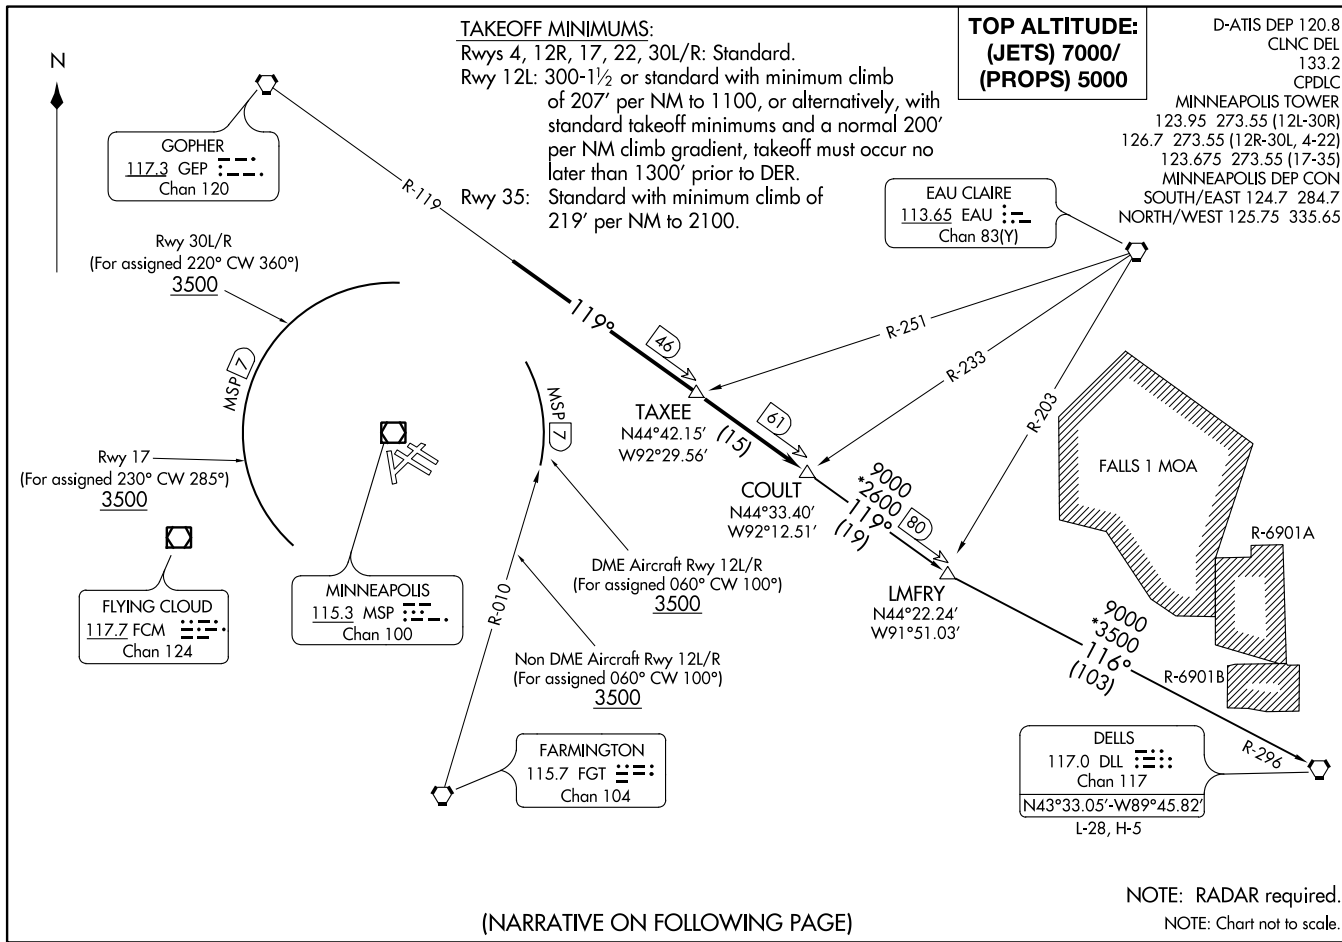 TAKEOFF MINIMUMS:
Rwys 4, 12R, 17, 22, 30L/R: Standard.
Rwy 12L: 300-1½ or standard with minimum climb
of 207' per NM to 1100, or alternatively, with
standard takeoff minimums and a normal 200'
per NM climb gradient, takeoff must occur no
later than 1300' prior to DER.
Rwy 35: Standard with minimum climb of
219' per NM to 2100.
TOP ALTITUDE:
(JETS) 7000/
(PROPS) 5000
D-ATIS DEP 120.8
CLNC DEL
133.2
CPDLC
MINNEAPOLIS TOWER
123.95 273.55 (12L-30R)
126.7 273.55 (12R-30L, 4-22)
123.675 273.55 (17-35)
MINNEAPOLIS DEP CON
SOUTH/EAST 124.7 284.7
NORTH/WEST 125.75 335.65
N
GOPHER
117.3 GEP
Chan 120
R-119
EAU CLAIRE
113.65 EAU
Chan 83(Y)
Rwy 30L/R
(For assigned 220° CW 360°)
3500
119°
46
R-251
R-233
R-203
MSP 7
MSP 7
TAXEE
N44°42.15'
W92°29.56'
61
(15)
Rwy 17
(For assigned 230° CW 285°)
3500
COULT
N44°33.40'
W92°12.51'
9000
*2600
119°
(19)
80
FALLS 1 MOA
R-6901A
FLYING CLOUD
117.7 FCM
Chan 124
MINNEAPOLIS
115.3 MSP
Chan 100
R-010
DME Aircraft Rwy 12L/R
(For assigned 060° CW 100°)
3500
LMFRY
N44°22.24'
W91°51.03'
9000
*3500
116°
(103)
R-6901B
Non DME Aircraft Rwy 12L/R
(For assigned 060° CW 100°)
3500
FARMINGTON
115.7 FGT
Chan 104
DELLS
117.0 DLL
Chan 117
N43°33.05'-W89°45.82'
L-28, H-5
R-296
(NARRATIVE ON FOLLOWING PAGE)
NOTE: RADAR required.
NOTE: Chart not to scale.